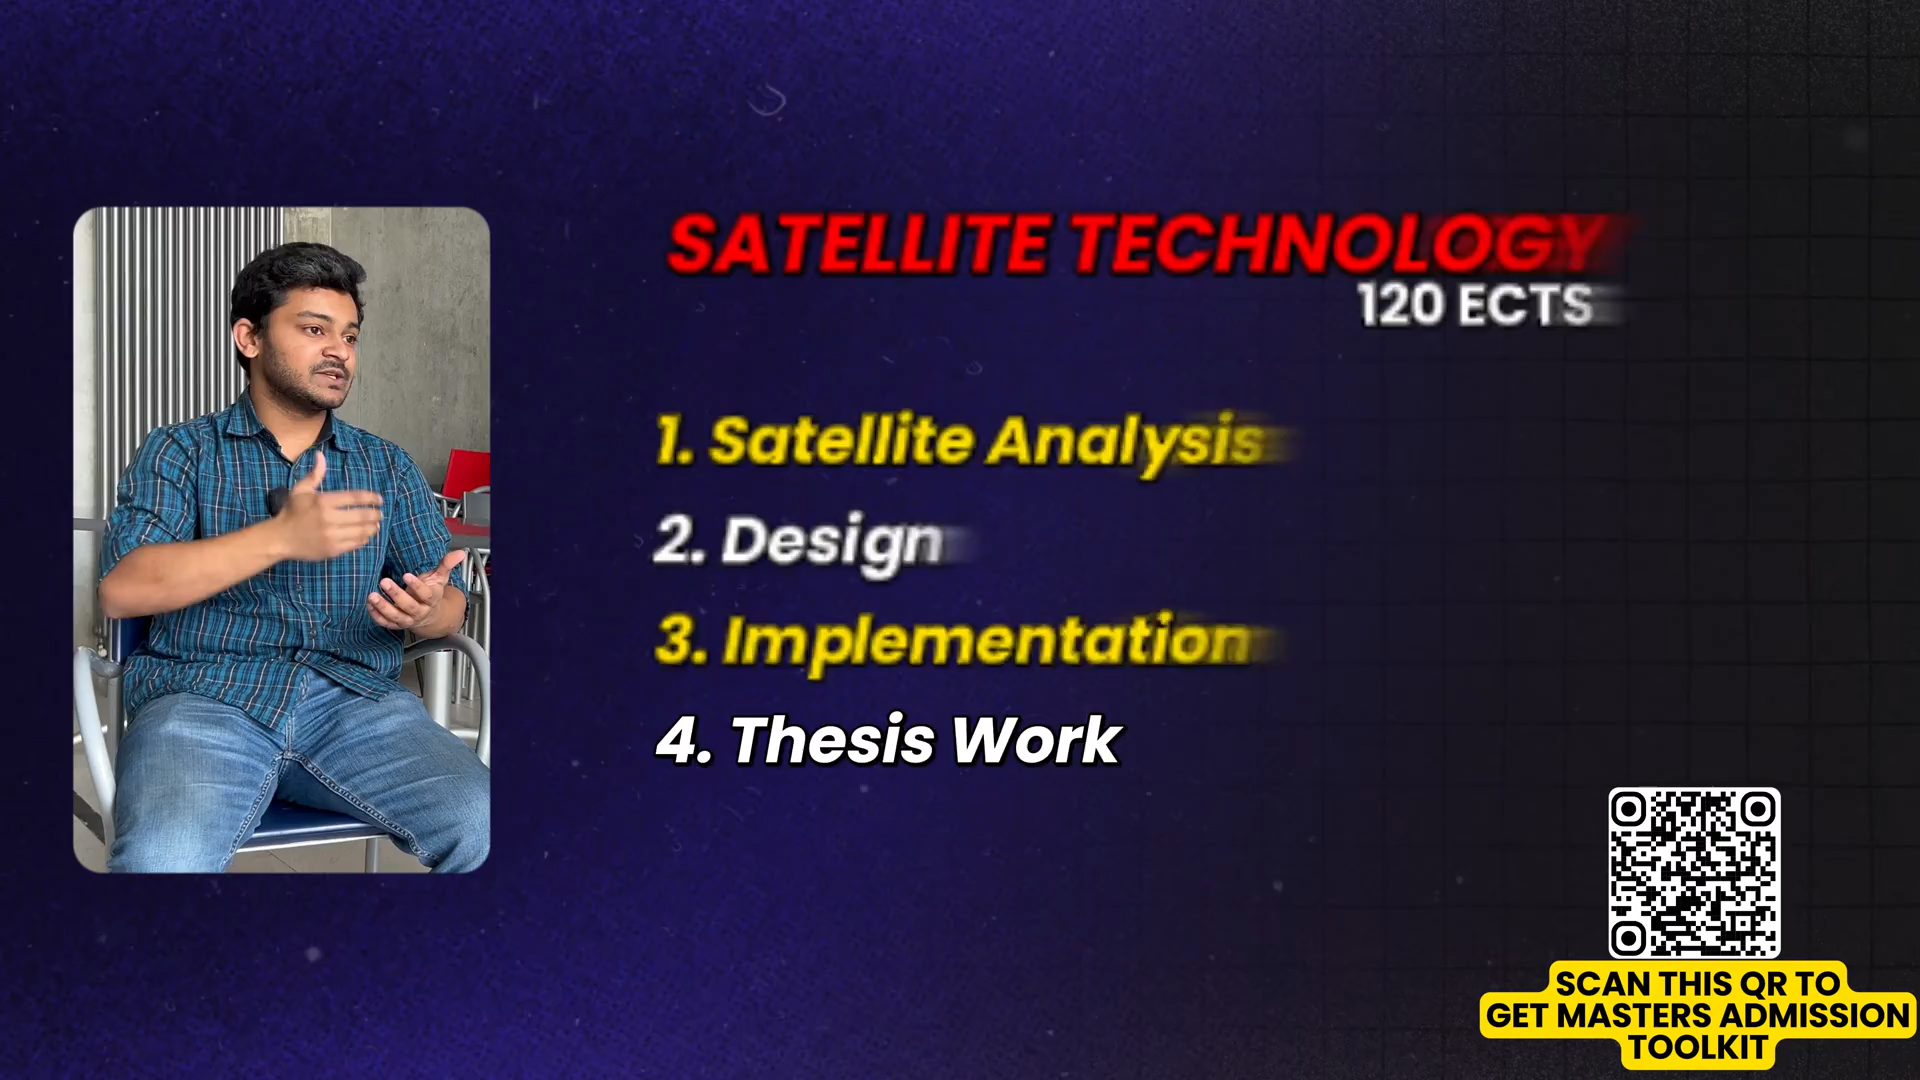 SATELLITE TECHNOLOGY
120 ECTS
1. Satellite Analysis
2. Design
3. Implementation
4. Thesis Work
SCAN THIS QR TO
GET MASTERS ADMISSION
TOOLKIT